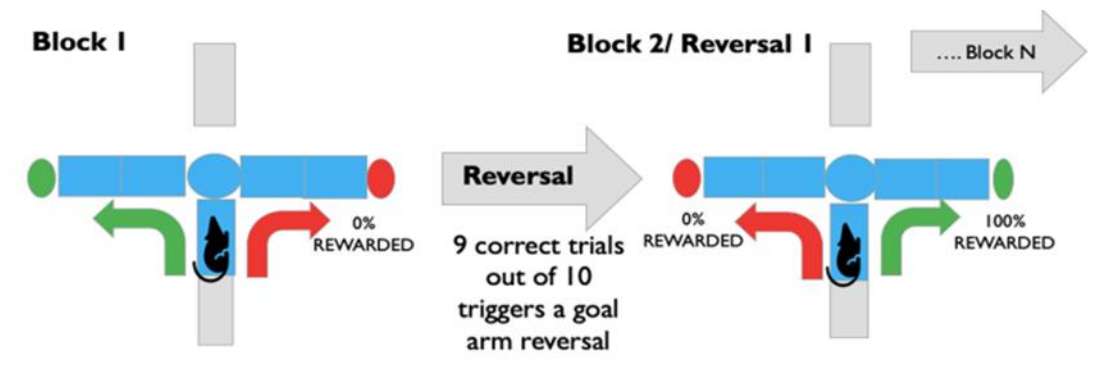 Block 1
Block 2/ Reversal 1
.... Block N
Reversal
0%
REWARDED
9 correct trials
out of 10
triggers a goal
arm reversal
0%
REWARDED
100%
REWARDED